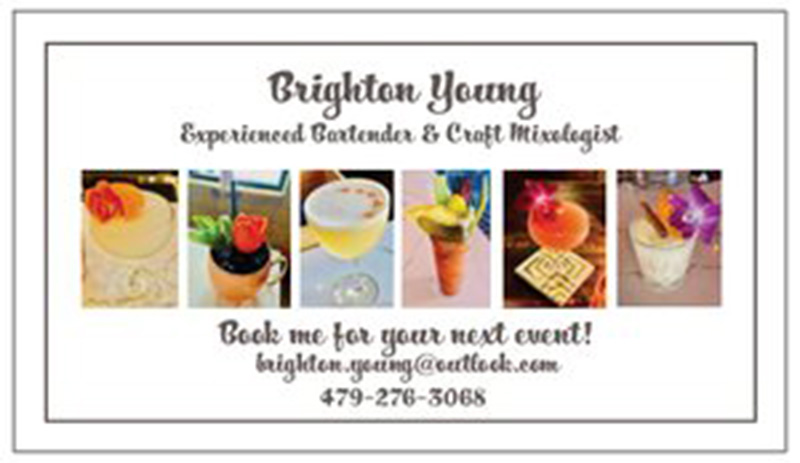 Brighton Young
Experienced Bartender & Craft Mixologist
Book me for your next event!
brighton.young@outlook.com
479-276-3068